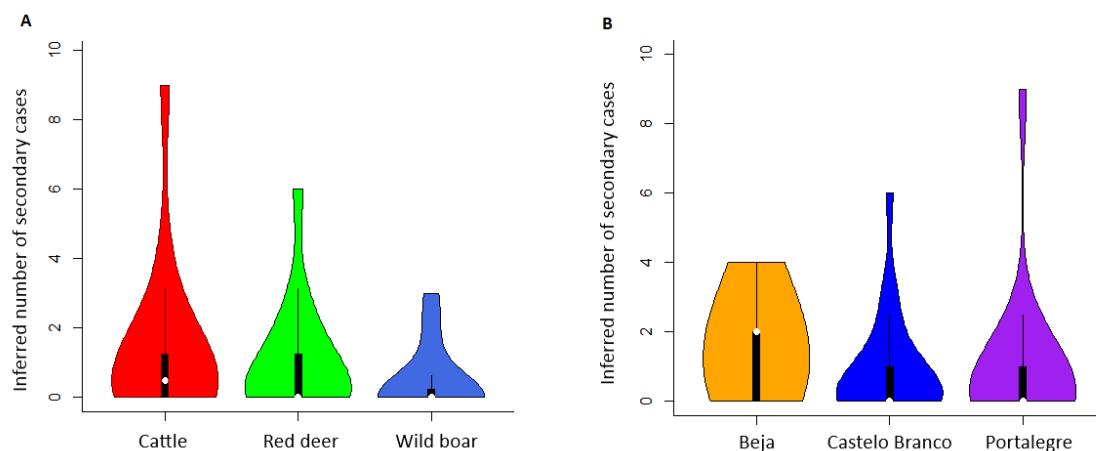 A
Inferred number of secondary cases
10
8
6
4
2
0
Cattle Red deer Wild boar
B
Inferred number of secondary cases
10
8
6
4
2
0
Beja Castelo Branco Portalegre